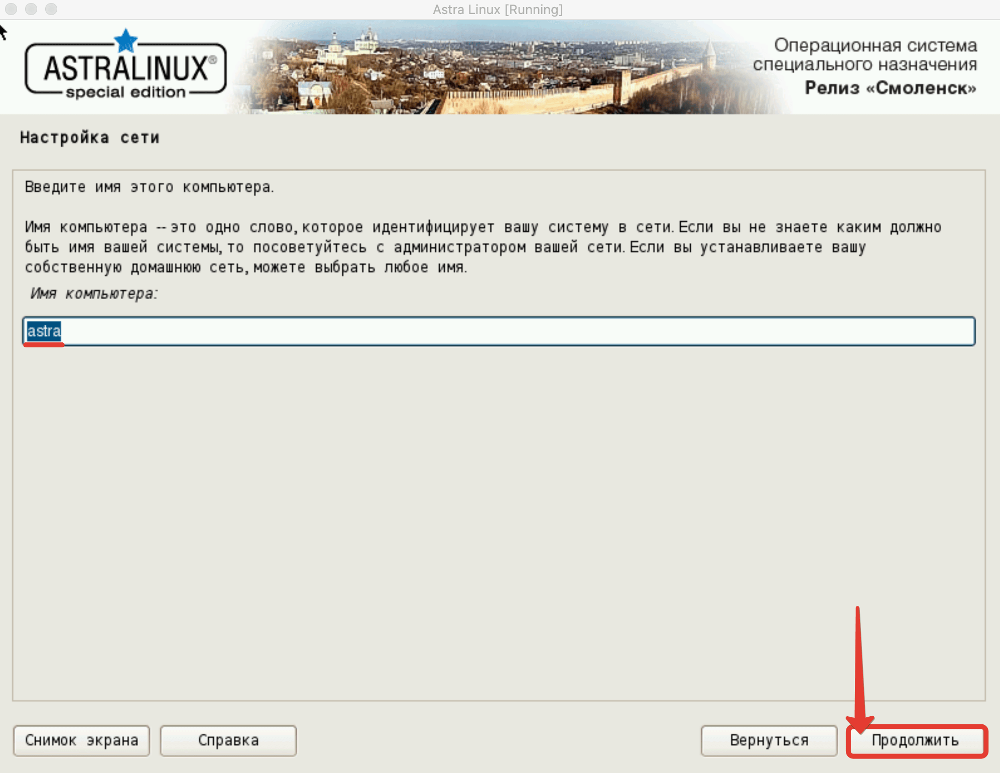 Astra Linux [Running]
ASTRALINUX®
special edition
Операционная система
специального назначения
Релиз «Смоленск»
Настройка сети
Введите имя этого компьютера.
Имя компьютера -- это одно слово, которое идентифицирует вашу систему в сети. Если вы не знаете каким должно
быть имя вашей системы, то посоветуйтесь с администратором вашей сети. Если вы устанавливаете вашу
собственную домашнюю сеть, можете выбрать любое имя.
Имя компьютера:
astra
Снимок экрана
Справка
Вернуться
Продолжить